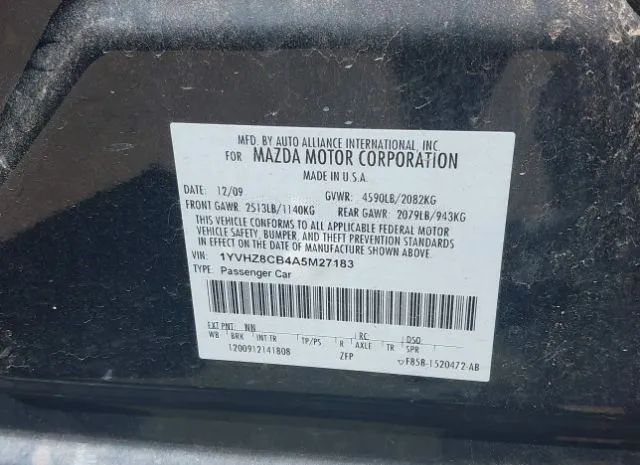 MFD. BY AUTO ALLIANCE INTERNATIONAL, INC.
FOR MAZDA MOTOR CORPORATION
MADE IN U.S.A.
DATE: 12/09 GVWR: 4590LB/2082KG
FRONT GAWR: 2513LB/1140KG REAR GAWR: 2079LB/943KG
THIS VEHICLE CONFORMS TO ALL APPLICABLE FEDERAL MOTOR
VEHICLE SAFETY, BUMPER, AND THEFT PREVENTION STANDARDS
IN EFFECT ON THE DATE OF MANUFACTURE SHOWN ABOVE.
VIN: 1YVHZ8CB4A5M27183
TYPE: Passenger Car
EXT PNT: NN RC: DSO
WB BRK INT TR TP/PS R AXLE TR SPR
1200912141808 ZFP F85B-1520472-AB